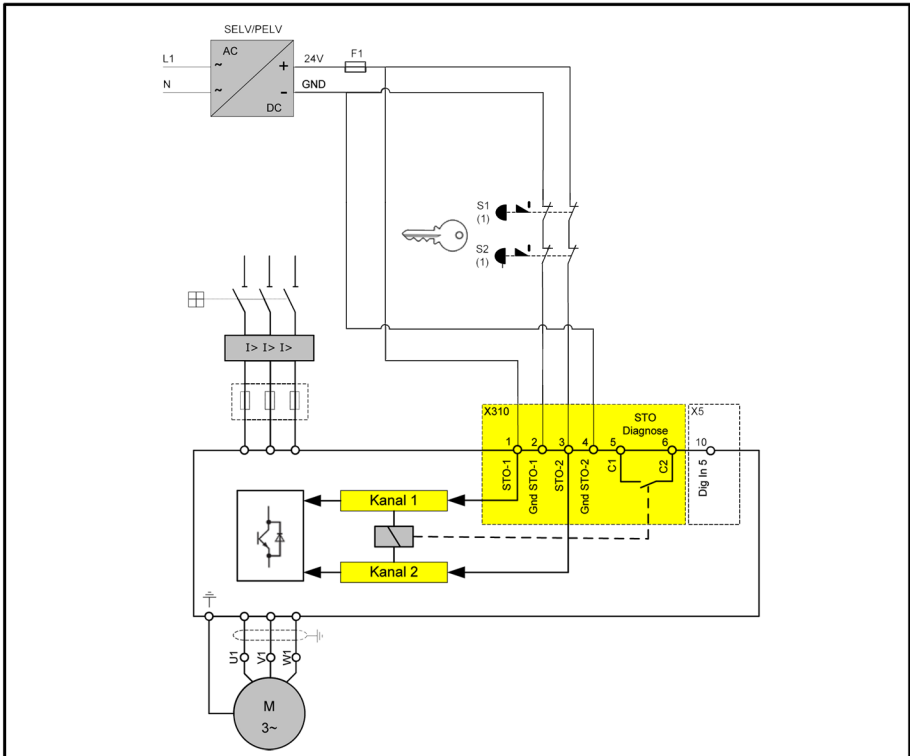 SELV/PELV
AC
L1
~
+
24V
F1
N
~
-
GND
DC
S1
(1)
S2
(1)
I> I> I>
X310
STO
Diagnose
X5
1
2
3
4
5
6
10
STO-1
Gnd STO-1
STO-2
Gnd STO-2
C1
C2
Dig In 5
Kanal 1
Kanal 2
U1
V1
W1
M
3~